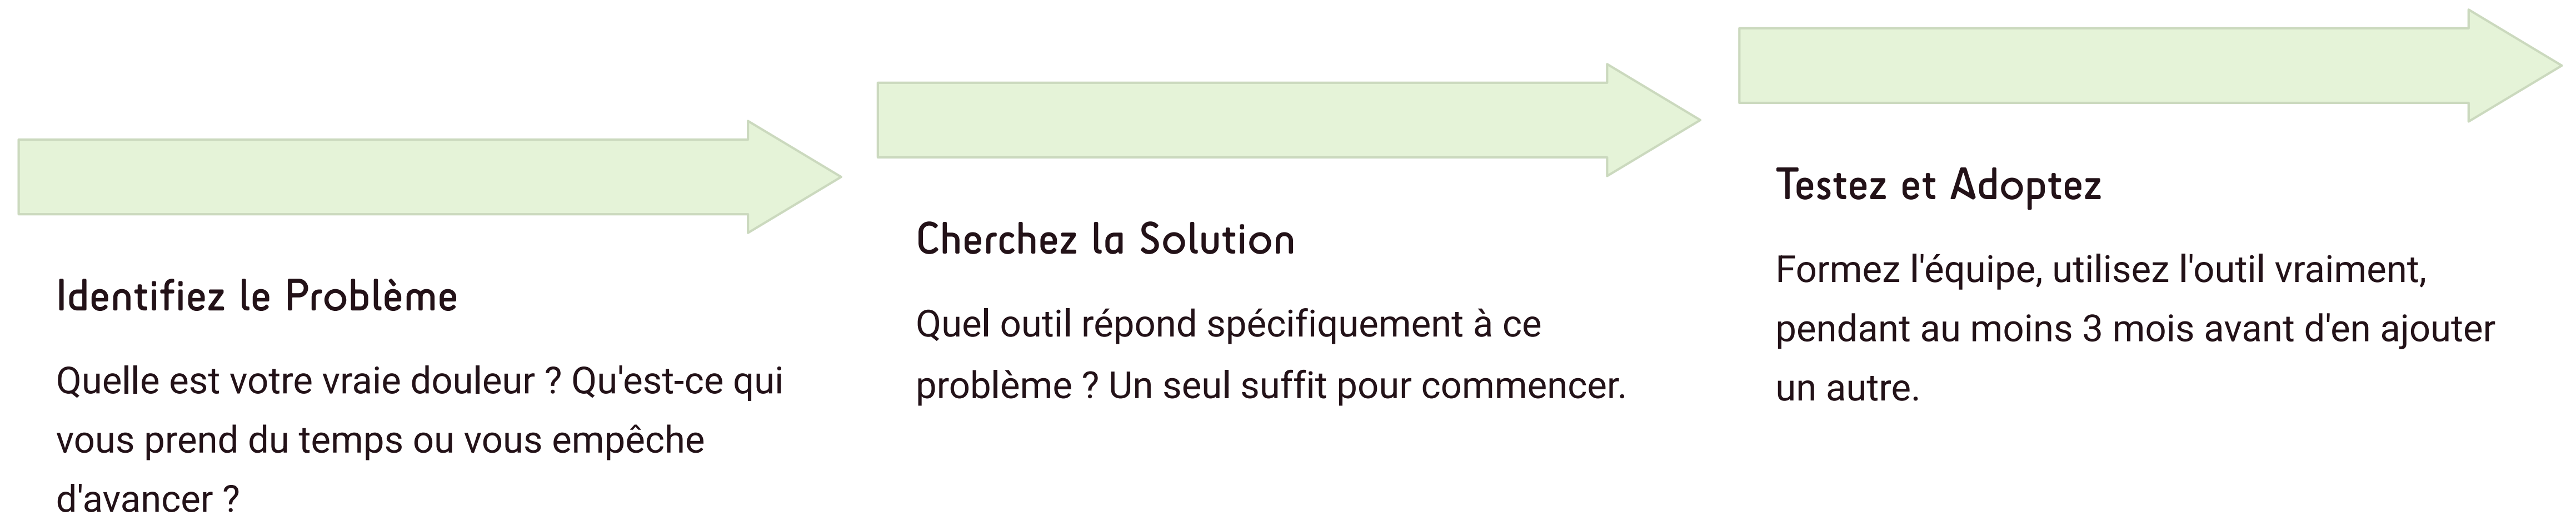 Identifiez le Problème
Quelle est votre vraie douleur ? Qu'est-ce qui
vous prend du temps ou vous empêche
d'avancer ?
Cherchez la Solution
Quel outil répond spécifiquement à ce
problème ? Un seul suffit pour commencer.
Testez et Adoptez
Formez l'équipe, utilisez l'outil vraiment,
pendant au moins 3 mois avant d'en ajouter
un autre.